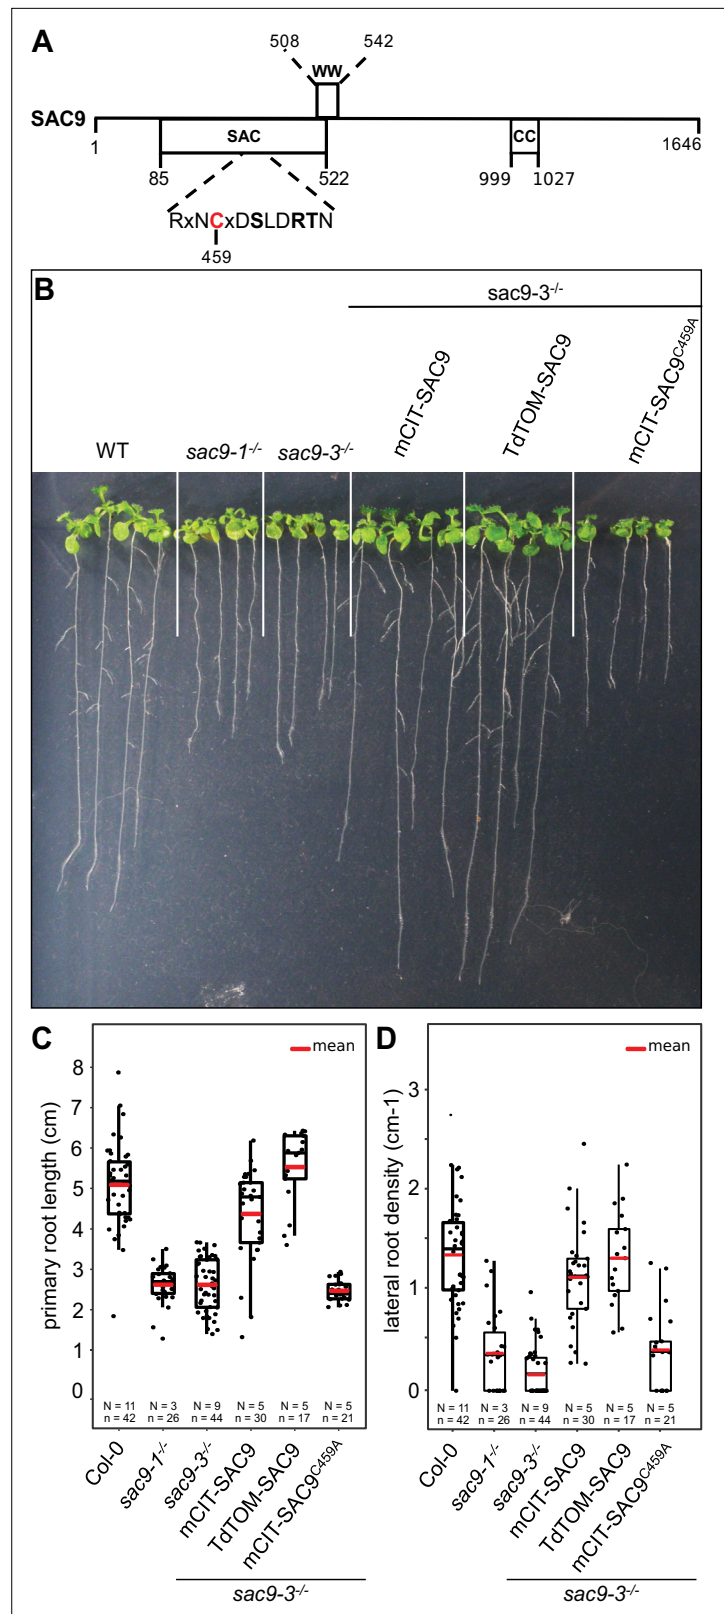 A
508 542
WW
SAC9
SAC
CC
1 1646
85 522 999 1027
RxNCxDSLDRTN
459
B
sac9-3-/-
WT sac9-1-/- sac9-3-/- mCIT-SAC9 TdTOM-SAC9 mCIT-SAC9C459A
C
mean
primary root length (cm)
8
7
6
5
4
3
2
1
0
N = 11 N = 3 N = 9 N = 5 N = 5 N = 5
n = 42 n = 26 n = 44 n = 30 n = 17 n = 21
Col-0 sac9-1-/- sac9-3-/- mCIT-SAC9 TdTOM-SAC9 mCIT-SAC9C459A
sac9-3-/-
D
mean
lateral root density (cm-1)
3
2
1
0
N = 11 N = 3 N = 9 N = 5 N = 5 N = 5
n = 42 n = 26 n = 44 n = 30 n = 17 n = 21
Col-0 sac9-1-/- sac9-3-/- mCIT-SAC9 TdTOM-SAC9 mCIT-SAC9C459A
sac9-3-/-